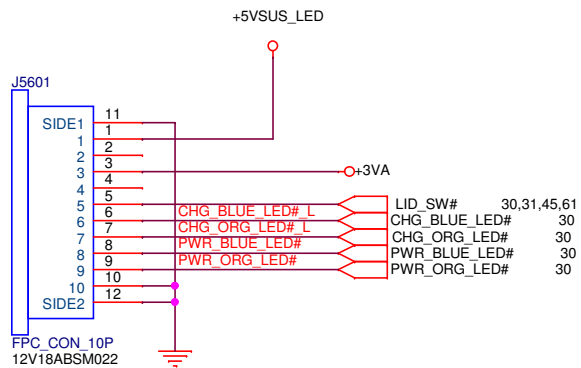 +5VSUS_LED
J5601
SIDE1 11
1 1
2 2
3 3 +3VA
4 4
5 5 LID_SW# 30,31,45,61
6 6 CHG_BLUE_LED#_L CHG_BLUE_LED# 30
7 7 CHG_ORG_LED#_L CHG_ORG_LED# 30
8 8 PWR_BLUE_LED# PWR_BLUE_LED# 30
9 9 PWR_ORG_LED# PWR_ORG_LED# 30
10 10
SIDE2 12
FPC_CON_10P
12V18ABSM022